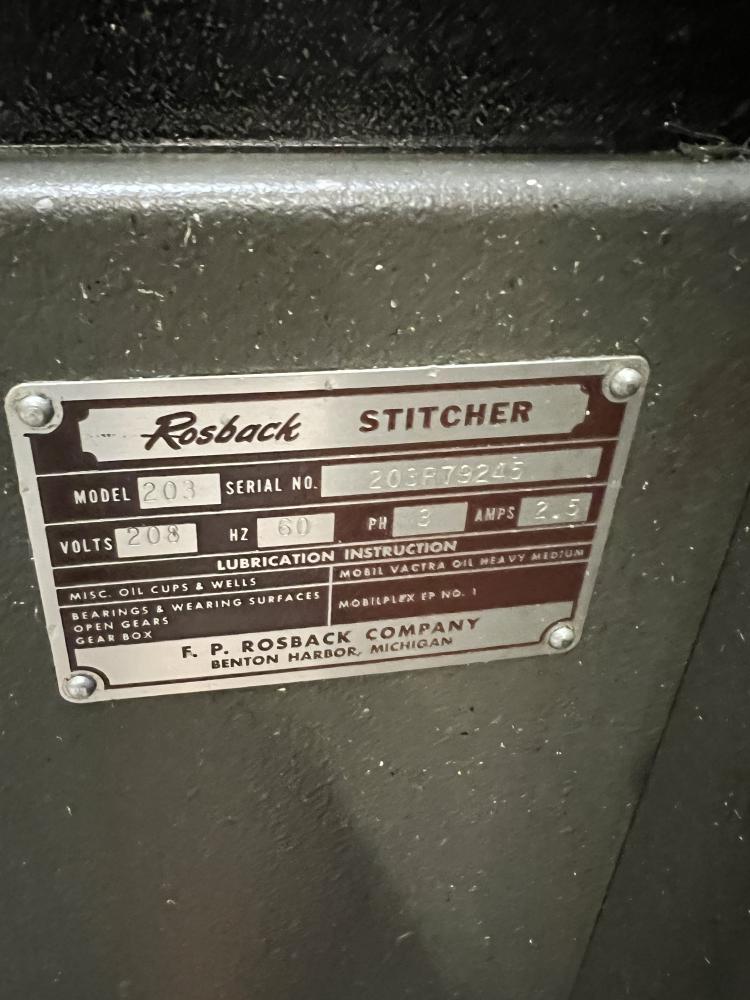 Rosback STITCHER
MODEL 203 SERIAL NO. 203R79245
VOLTS 208 HZ 60 PH 3 AMPS 2.5
LUBRICATION INSTRUCTION
MISC. OIL CUPS & WELLS MOBIL VACTRA OIL HEAVY MEDIUM
BEARINGS & WEARING SURFACES
OPEN GEARS MOBILPLEX EP NO. 1
GEAR BOX
F. P. ROSBACK COMPANY
BENTON HARBOR, MICHIGAN